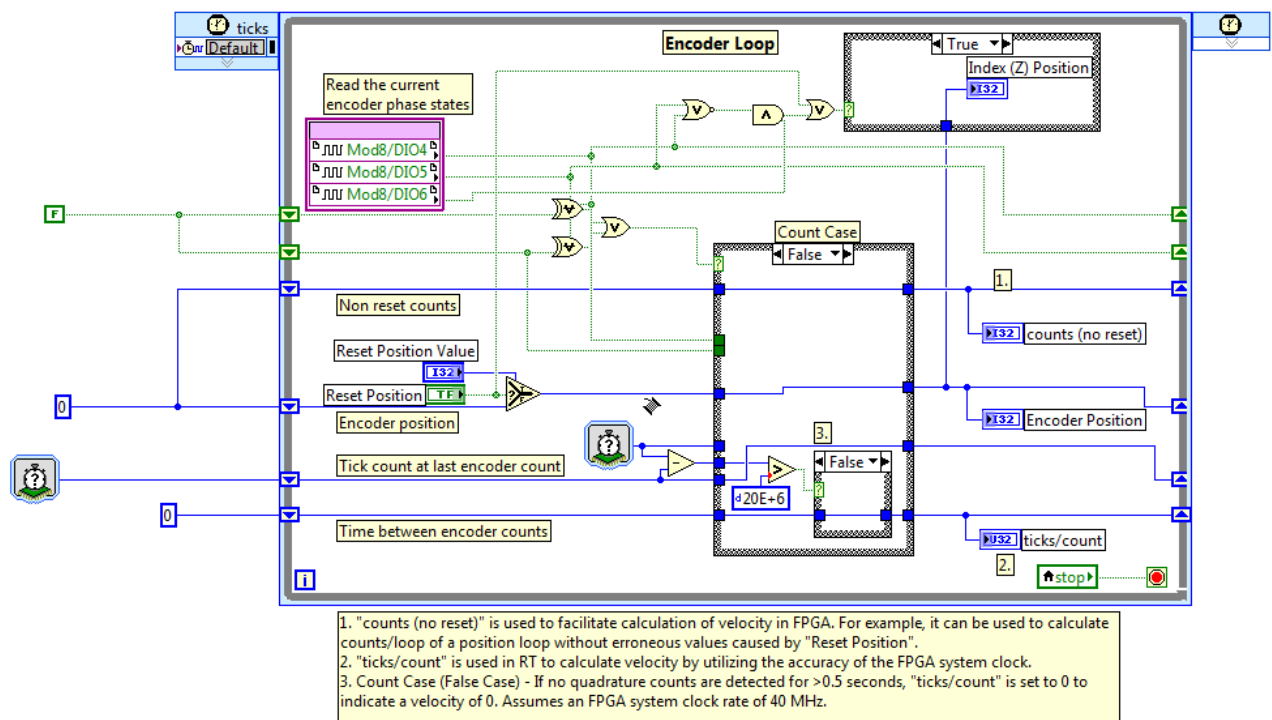 ticks
Default
Encoder Loop
True
Index (Z) Position
I32
Read the current
encoder phase states
Mod8/DIO4
Mod8/DIO5
Mod8/DIO6
F
Count Case
False
1.
Non reset counts
I32 counts (no reset)
Reset Position Value
I32
Reset Position TF
0
Encoder position
I32 Encoder Position
3.
False
Tick count at last encoder count
20E+6
0
Time between encoder counts
U32 ticks/count
2.
i
stop
1. "counts (no reset)" is used to facilitate calculation of velocity in FPGA. For example, it can be used to calculate
counts/loop of a position loop without erroneous values caused by "Reset Position".
2. "ticks/count" is used in RT to calculate velocity by utilizing the accuracy of the FPGA system clock.
3. Count Case (False Case) - If no quadrature counts are detected for >0.5 seconds, "ticks/count" is set to 0 to
indicate a velocity of 0. Assumes an FPGA system clock rate of 40 MHz.